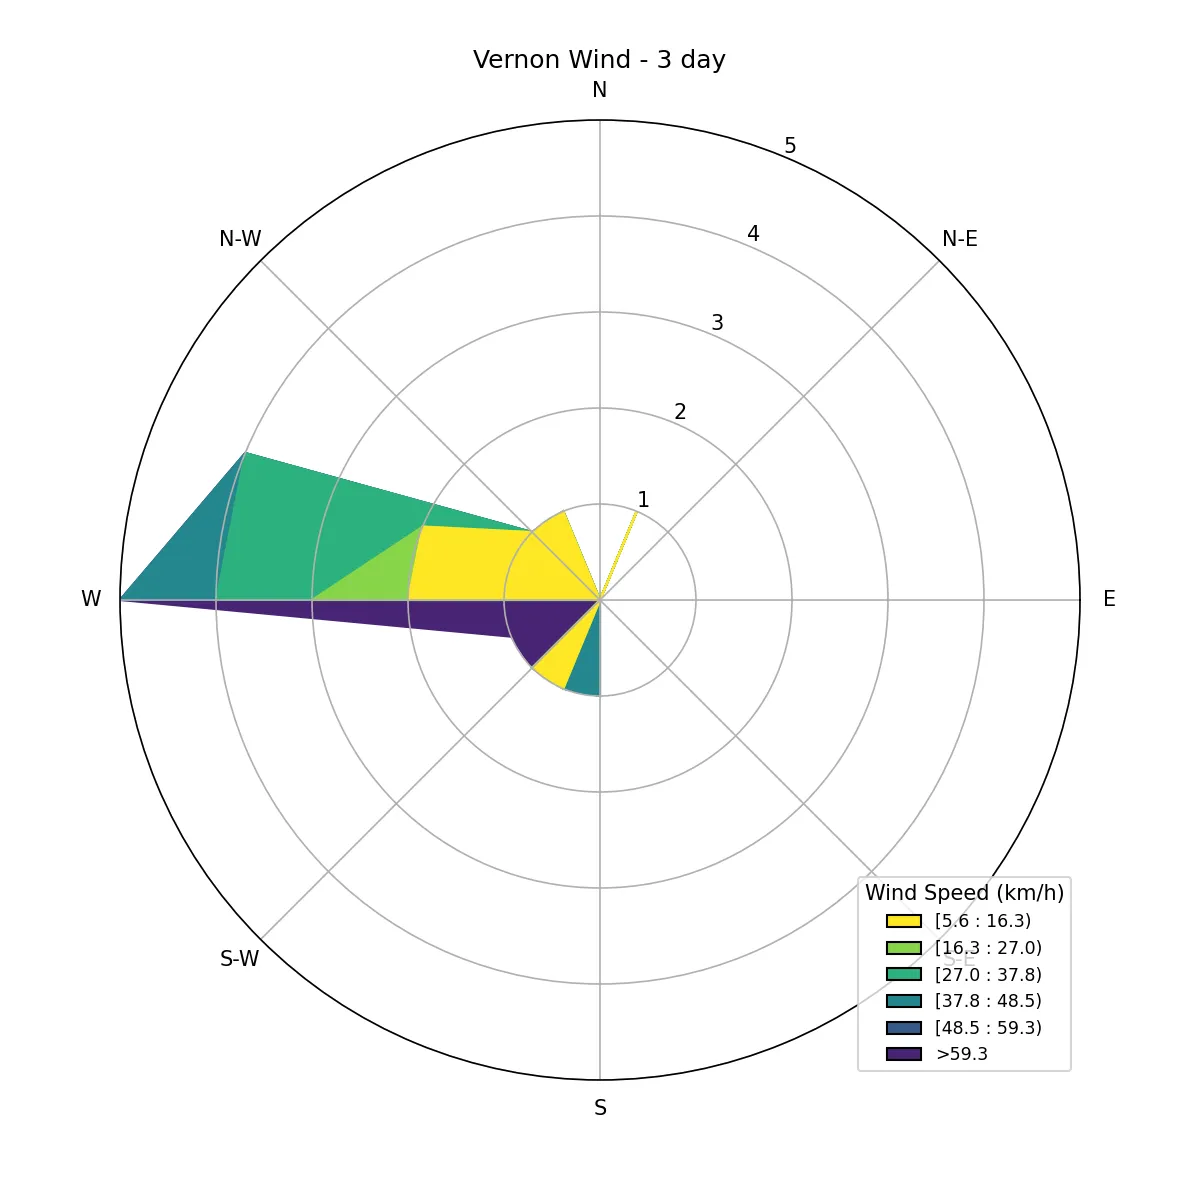 Vernon Wind - 3 day
N
5
N-W
4
N-E
3
2
1
W
E
S-W
S-E
S
Wind Speed (km/h)
[5.6 : 16.3)
[16.3 : 27.0)
[27.0 : 37.8)
[37.8 : 48.5)
[48.5 : 59.3)
>59.3